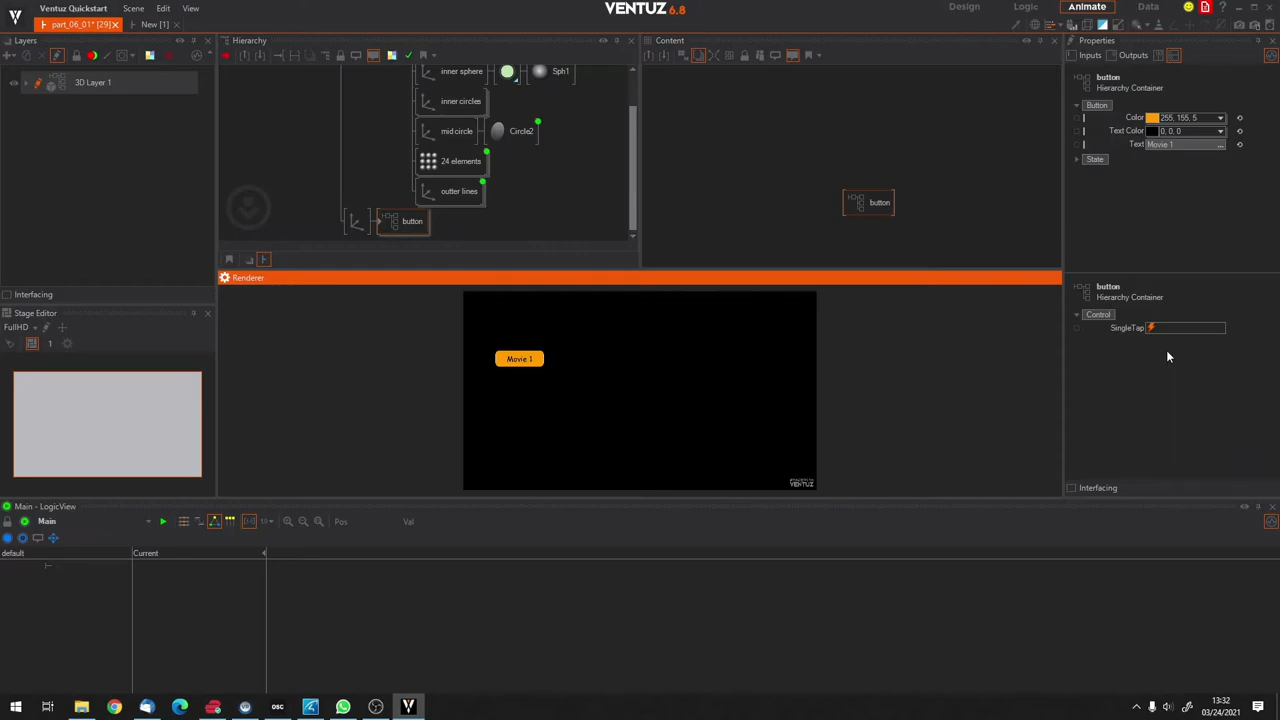 Ventuz Quickstart Scene Edit View
VENTUZ 6.8
Design Logic Animate Data
part_06_01* [29] New [1]
Layers
3D Layer 1
Interfacing
Stage Editor
FullHD
1
Hierarchy
inner sphere Sph1
inner circles
mid circle Circle2
24 elements
outter lines
button
Content
button
Renderer
Movie 1
VENTUZ
Properties
Inputs Outputs
button
Hierarchy Container
Button
Color 255, 155, 5
Text Color 0, 0, 0
Text Movie 1 ...
State
button
Hierarchy Container
Control
SingleTap
Interfacing
Main - LogicView
Main Pos Val
default Current
OSC
13:32
03/24/2021